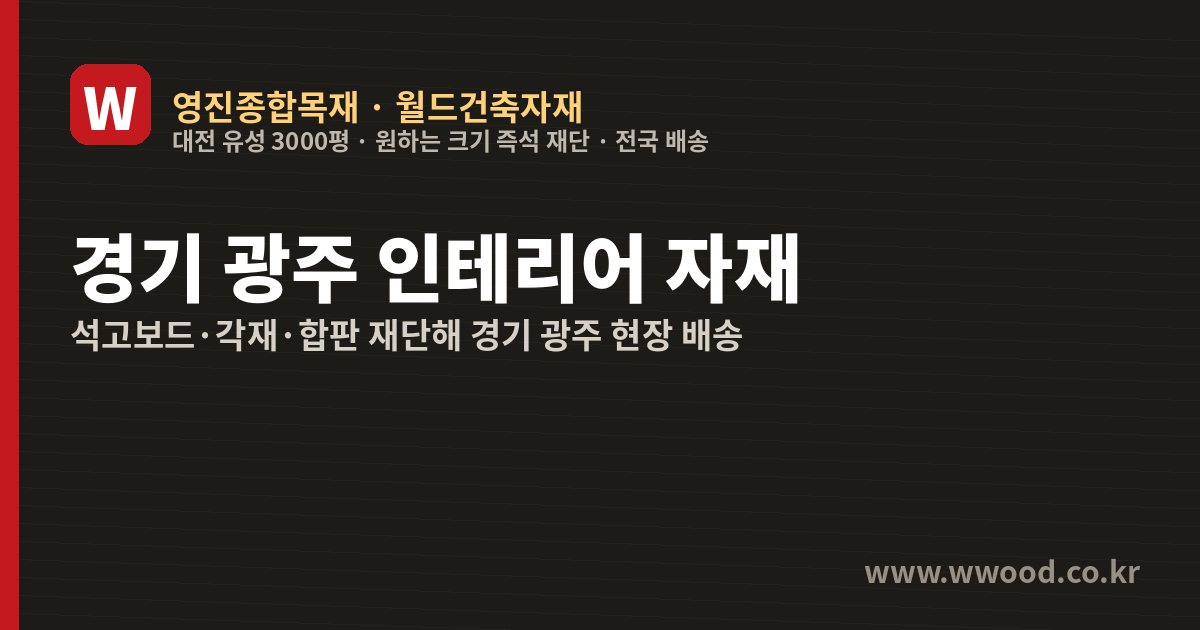 W
영진종합목재 · 월드건축자재
대전 유성 3000평 · 원하는 크기 즉석 재단 · 전국 배송
경기 광주 인테리어 자재
석고보드·각재·합판 재단해 경기 광주 현장 배송
www.wwood.co.kr